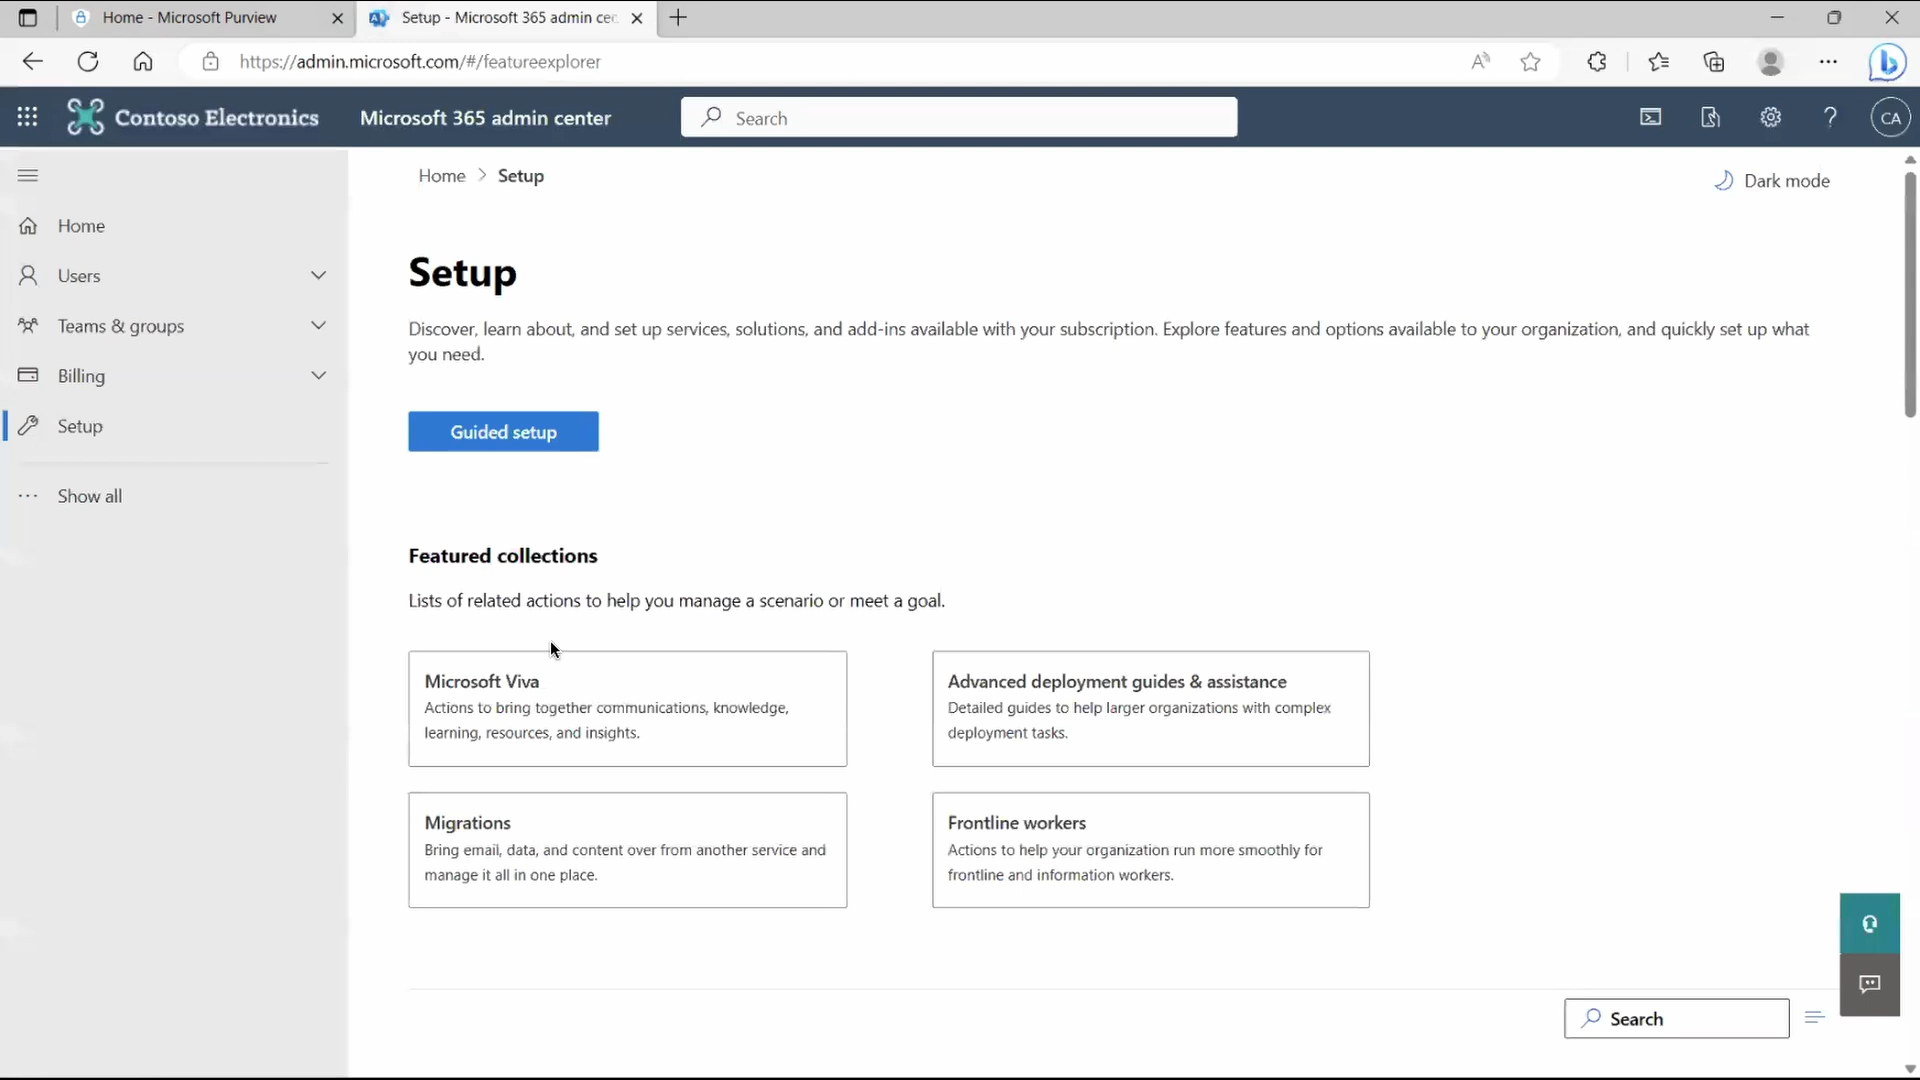 Home - Microsoft Purview
Setup - Microsoft 365 admin cen
https://admin.microsoft.com/#/featureexplorer
Contoso Electronics
Microsoft 365 admin center
Search
CA
Home > Setup
Dark mode
Home
Users
Teams & groups
Billing
Setup
Show all
Setup
Discover, learn about, and set up services, solutions, and add-ins available with your subscription. Explore features and options available to your organization, and quickly set up what
you need.
Guided setup
Featured collections
Lists of related actions to help you manage a scenario or meet a goal.
Microsoft Viva
Actions to bring together communications, knowledge,
learning, resources, and insights.
Advanced deployment guides & assistance
Detailed guides to help larger organizations with complex
deployment tasks.
Migrations
Bring email, data, and content over from another service and
manage it all in one place.
Frontline workers
Actions to help your organization run more smoothly for
frontline and information workers.
Search